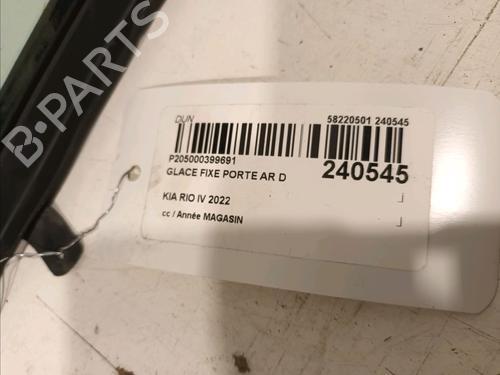 B-PARTS
DUN
58220501 240545
P205000399691
240545
GLACE FIXE PORTE AR D
KIA RIO IV 2022
cc / Année MAGASIN